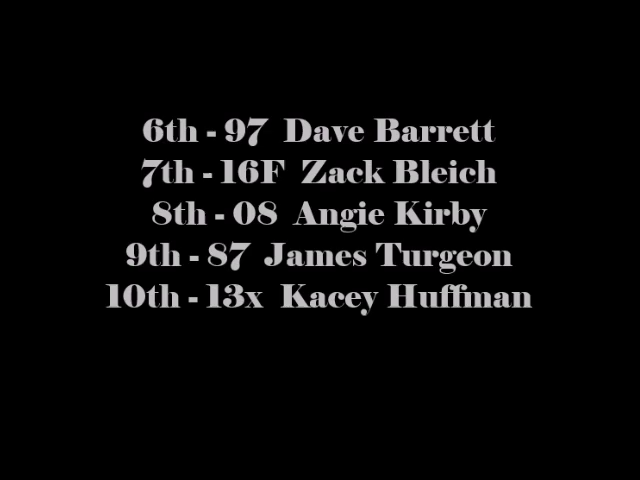 6th - 97 Dave Barrett
7th - 16F Zack Bleich
8th - 08 Angie Kirby
9th - 87 James Turgeon
10th - 13x Kacey Huffman